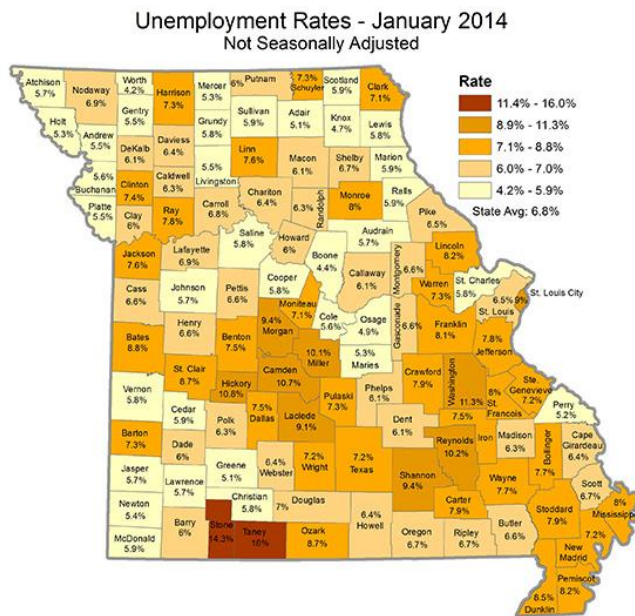 Unemployment Rates - January 2014
Not Seasonally Adjusted
Rate
11.4% - 16.0%
8.9% - 11.3%
7.1% - 8.8%
6.0% - 7.0%
4.2% - 5.9%
State Avg: 6.8%
Atchison
5.7%
Nodaway
6.9%
Worth
4.2%
Harrison
7.3%
Mercer
5.3%
Putnam
6%
7.3%
Schuyler
Scotland
5.9%
Clark
7.1%
Holt
5.3%
Gentry
5.5%
Grundy
5.8%
Sullivan
5.9%
Adair
5.1%
Knox
4.7%
Lewis
5.8%
Andrew
5.5%
DeKalb
6.1%
Daviess
6.4%
5.5%
Livingston
Linn
7.6%
Macon
6.1%
Shelby
6.7%
Marion
5.9%
5.6%
Buchanan
Clinton
7.4%
Caldwell
6.3%
Chariton
6.4%
6.3%
Randolph
Monroe
8%
Ralls
5.9%
Platte
5.5%
Clay
6%
Ray
7.8%
Carroll
6.8%
Audrain
5.7%
Pike
6.5%
Jackson
7.6%
Lafayette
6.9%
Saline
5.8%
Howard
6%
Boone
4.4%
Callaway
6.1%
Montgomery
6.6%
Lincoln
8.2%
Warren
7.3%
St. Charles
5.8%
6.5%
St. Louis
9%
St. Louis City
Cass
6.6%
Johnson
5.7%
Pettis
6.6%
Cooper
5.8%
Moniteau
7.1%
Cole
5.6%
Osage
4.9%
Gasconade
6.6%
Franklin
8.1%
7.8%
Jefferson
Bates
8.8%
Henry
6.6%
Benton
7.5%
9.4%
Morgan
10.1%
Miller
5.3%
Maries
St. Clair
8.7%
Hickory
10.8%
Camden
10.7%
Pulaski
7.3%
Phelps
6.1%
Crawford
7.9%
Washington
11.3%
8%
St. Francois
Ste. Genevieve
7.2%
Perry
5.2%
Vernon
5.8%
Cedar
5.9%
Polk
6.3%
7.5%
Dallas
Laclede
9.1%
Dent
6.1%
7.5%
Iron
Madison
6.3%
Bollinger
7.7%
Cape
Girardeau
6.4%
Barton
7.3%
Dade
6%
Greene
5.1%
6.4%
Webster
7.2%
Wright
7.2%
Texas
Shannon
9.4%
Reynolds
10.2%
Wayne
7.7%
Scott
6.7%
Jasper
5.7%
Lawrence
5.7%
Christian
5.8%
7%
Douglas
Carter
7.9%
Stoddard
7.9%
8%
Mississippi
Newton
5.4%
McDonald
5.9%
Barry
6%
Stone
14.3%
Taney
16%
Ozark
8.7%
6.4%
Howell
Oregon
6.7%
Ripley
6.7%
Butler
6.6%
7.2%
New
Madrid
Pemiscot
8.2%
8.5%
Dunklin